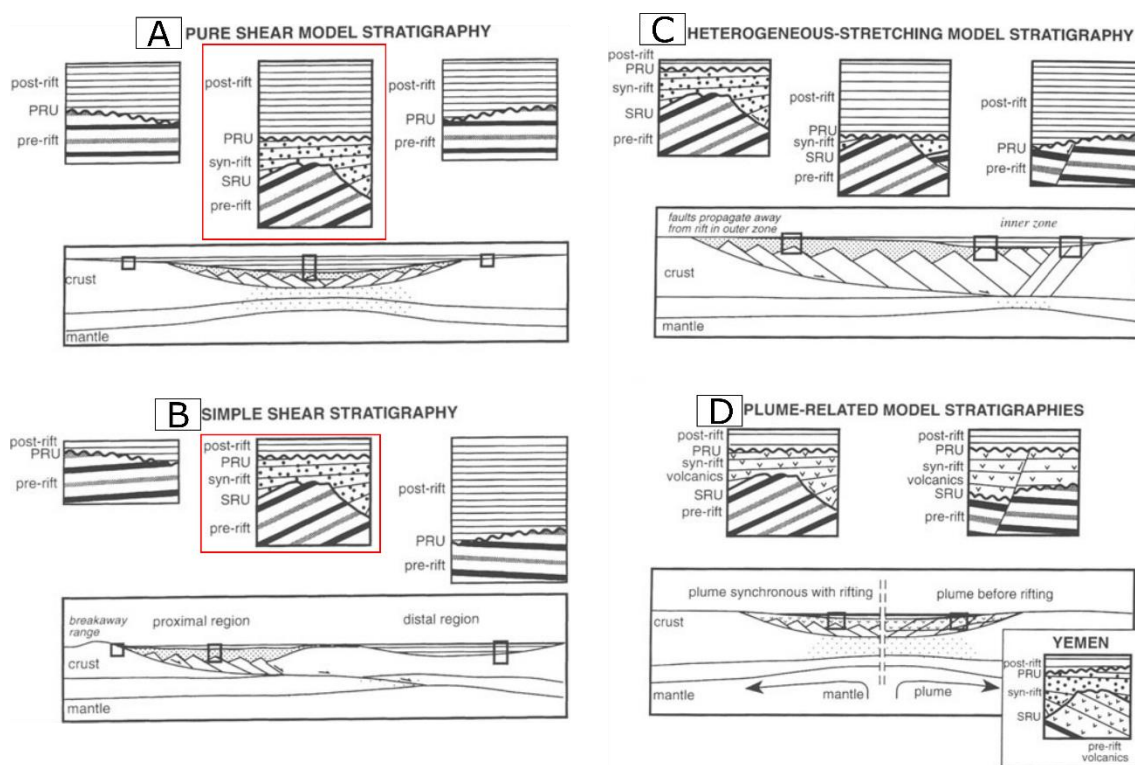 A PURE SHEAR MODEL STRATIGRAPHY
post-rift
PRU
pre-rift
post-rift
PRU
syn-rift
SRU
pre-rift
post-rift
PRU
pre-rift
crust
mantle
B SIMPLE SHEAR STRATIGRAPHY
post-rift
PRU
pre-rift
post-rift
PRU
syn-rift
SRU
pre-rift
post-rift
PRU
pre-rift
breakaway
range
proximal region
distal region
crust
mantle
C HETEROGENEOUS-STRETCHING MODEL STRATIGRAPHY
post-rift
PRU
syn-rift
SRU
pre-rift
post-rift
PRU
syn-rift
SRU
pre-rift
post-rift
PRU
pre-rift
faults propagate away
from rift in outer zone
inner zone
crust
mantle
D PLUME-RELATED MODEL STRATIGRAPHIES
post-rift
PRU
syn-rift
volcanics
SRU
pre-rift
post-rift
PRU
syn-rift
volcanics
SRU
pre-rift
plume synchronous with rifting
plume before rifting
crust
mantle
mantle
plume
YEMEN
post-rift
PRU
syn-rift
SRU
pre-rift
volcanics